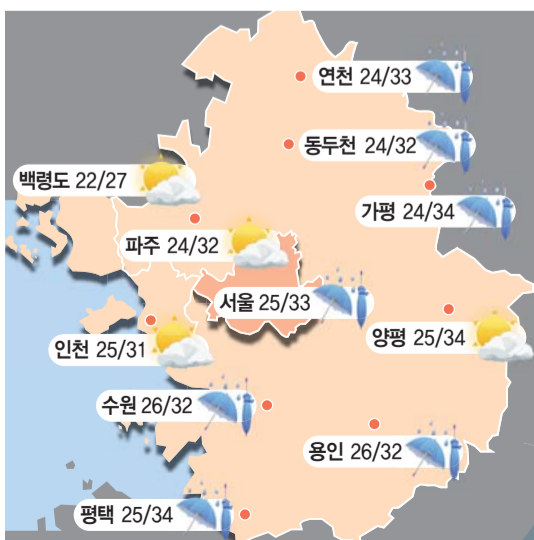 연천 24/33
동두천 24/32
백령도 22/27
가평 24/34
파주 24/32
서울 25/33
양평 25/34
인천 25/31
수원 26/32
용인 26/32
평택 25/34